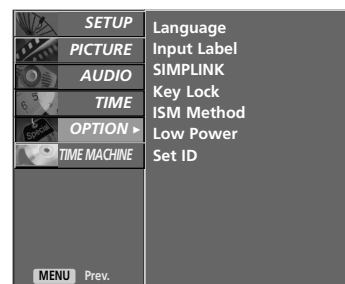 SETUP
PICTURE
AUDIO
TIME
OPTION ►
TIME MACHINE
Language
Input Label
SIMPLINK
Key Lock
ISM Method
Low Power
Set ID
MENU Prev.